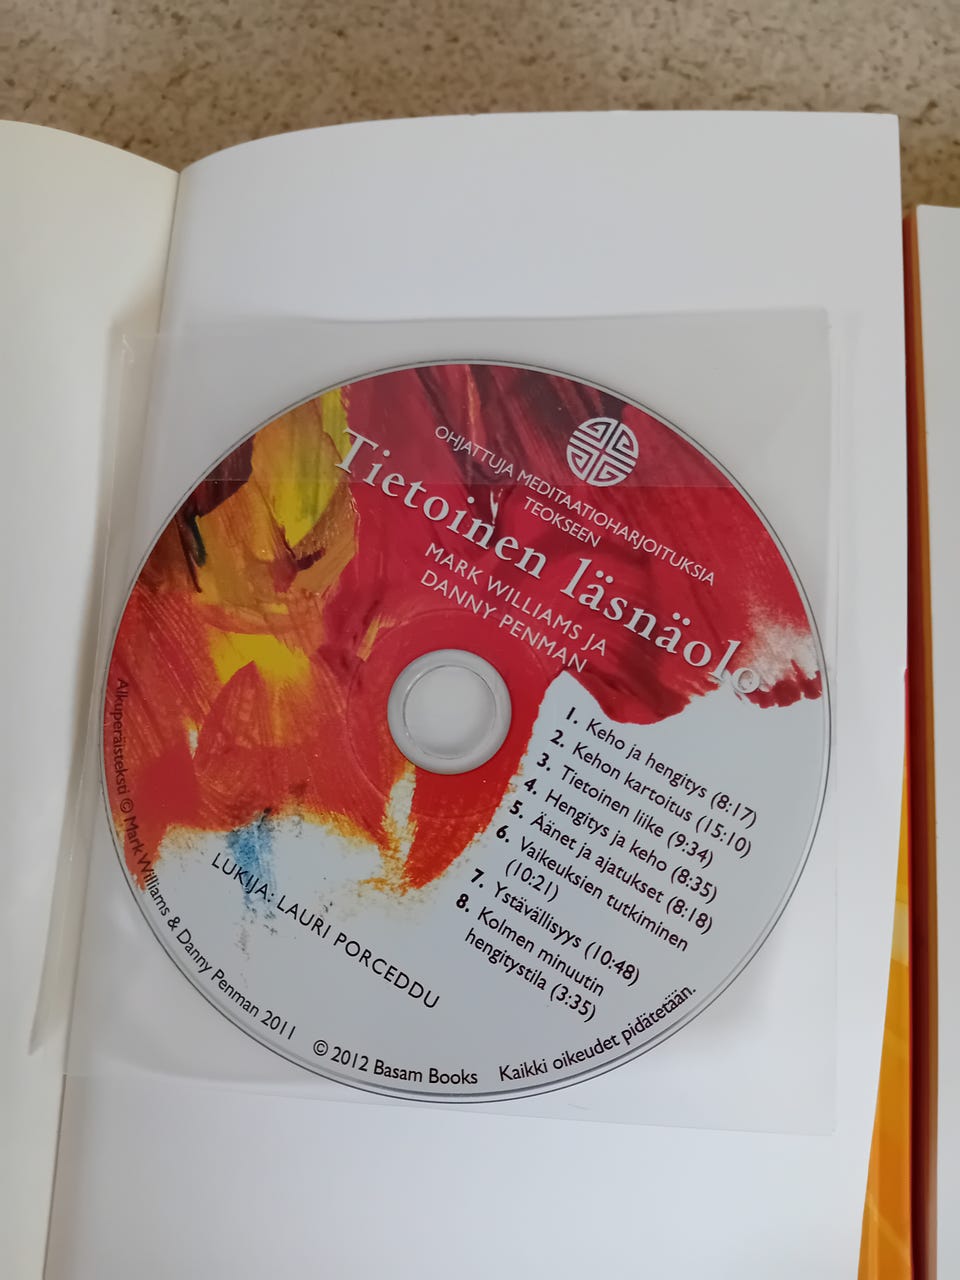 OHJATTUJA MEDITAATIOHARJOITUKSIA
TEOKSEEN
Tietoinen läsnäolo
MARK WILLIAMS JA
DANNY PENMAN
1. Keho ja hengitys (8:17)
2. Kehon kartoitus (15:10)
3. Tietoinen liike (9:34)
4. Hengitys ja keho (8:35)
5. Äänet ja ajatukset (8:18)
6. Vaikeuksien tutkiminen
(10:21)
7. Ystävällisyys (10:48)
8. Kolmen minuutin
hengitystila (3:35)
LUKIJA: LAURI PORCEDDU
Alkuperäisteksti © Mark Williams & Danny Penman 2011
© 2012 Basam Books
Kaikki oikeudet pidätetään.